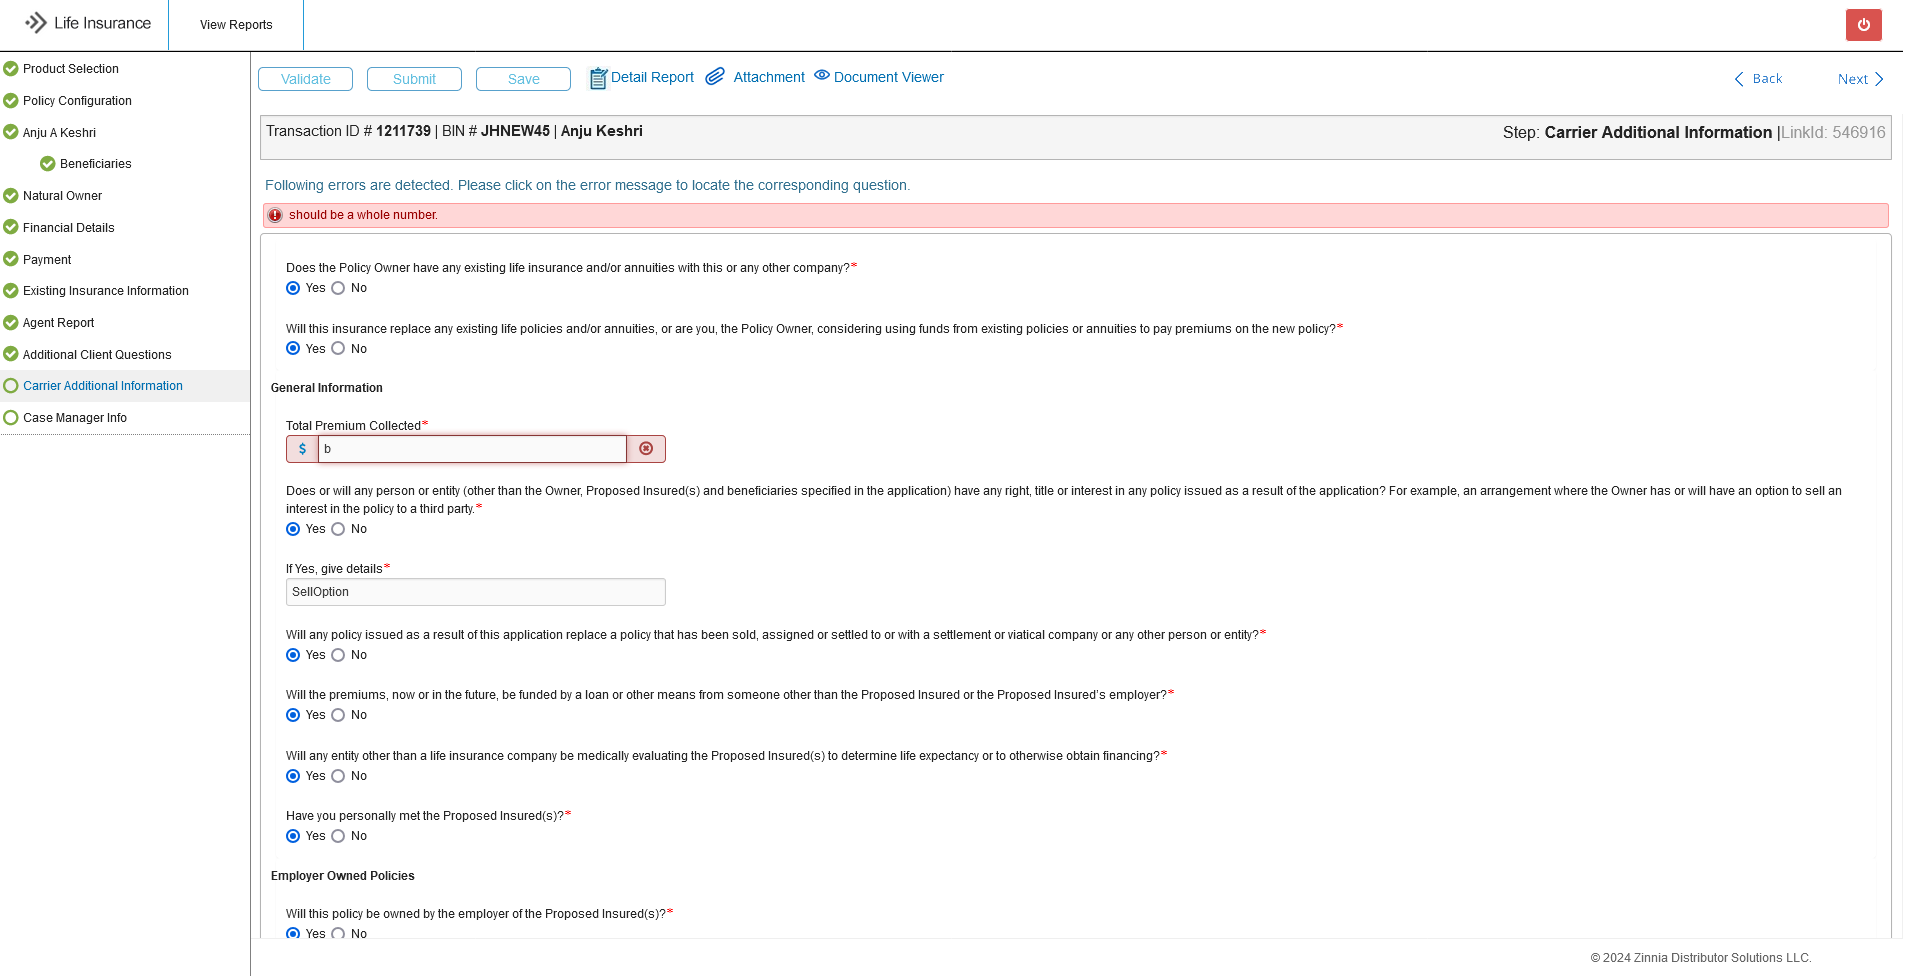 Life Insurance
View Reports
Product Selection
Policy Configuration
Anju A Keshri
Beneficiaries
Natural Owner
Financial Details
Payment
Existing Insurance Information
Agent Report
Additional Client Questions
Carrier Additional Information
Case Manager Info
Validate Submit Save Detail Report Attachment Document Viewer Back Next
Transaction ID # 1211739 | BIN # JHNEW45 | Anju Keshri
Step: Carrier Additional Information |LinkId: 546916
Following errors are detected. Please click on the error message to locate the corresponding question.
should be a whole number.
Does the Policy Owner have any existing life insurance and/or annuities with this or any other company?*
Yes No
Will this insurance replace any existing life policies and/or annuities, or are you, the Policy Owner, considering using funds from existing policies or annuities to pay premiums on the new policy?*
Yes No
General Information
Total Premium Collected*
$ b
Does or will any person or entity (other than the Owner, Proposed Insured(s) and beneficiaries specified in the application) have any right, title or interest in any policy issued as a result of the application? For example, an arrangement where the Owner has or will have an option to sell an
interest in the policy to a third party.*
Yes No
If Yes, give details*
SellOption
Will any policy issued as a result of this application replace a policy that has been sold, assigned or settled to or with a settlement or viatical company or any other person or entity?*
Yes No
Will the premiums, now or in the future, be funded by a loan or other means from someone other than the Proposed Insured or the Proposed Insured's employer?*
Yes No
Will any entity other than a life insurance company be medically evaluating the Proposed Insured(s) to determine life expectancy or to otherwise obtain financing?*
Yes No
Have you personally met the Proposed Insured(s)?*
Yes No
Employer Owned Policies
Will this policy be owned by the employer of the Proposed Insured(s)?*
Yes No
© 2024 Zinnia Distributor Solutions LLC.